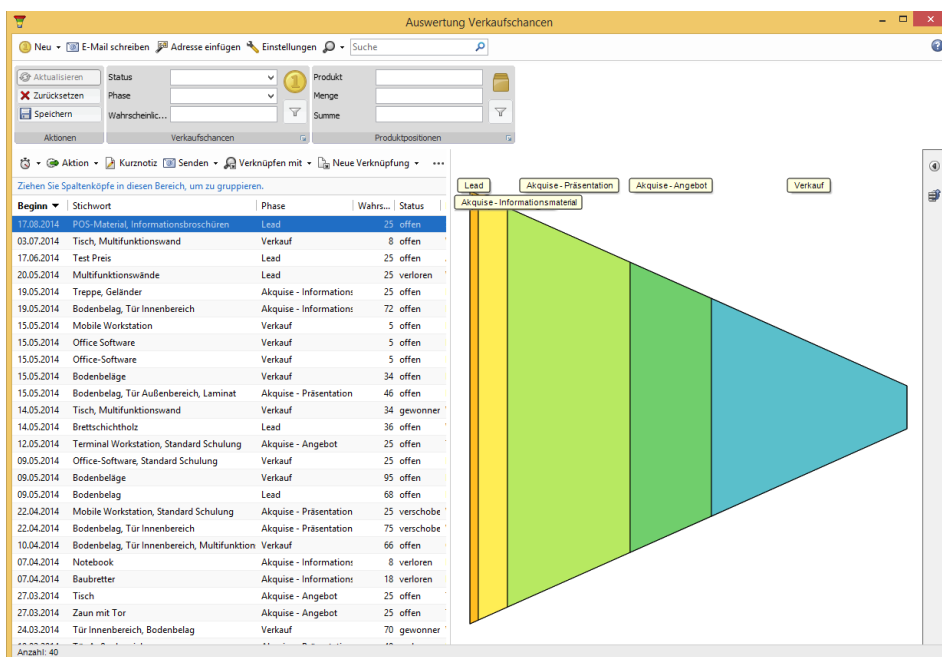 Auswertung Verkaufschancen
Neu E-Mail schreiben Adresse einfügen Einstellungen Suche
Aktualisieren Status Produkt
Zurücksetzen Phase Menge
Speichern Wahrscheinlic... Summe
Aktionen Verkaufschancen Produktpositionen
Aktion Kurznotiz Senden Verknüpfen mit Neue Verknüpfung ...
Ziehen Sie Spaltenköpfe in diesen Bereich, um zu gruppieren.
Beginn Stichwort Phase Wahrs... Status
17.08.2014 POS-Material, Informationsbroschüren Lead 25 offen
03.07.2014 Tisch, Multifunktionswand Verkauf 8 offen
17.06.2014 Test Preis Lead 25 offen
20.05.2014 Multifunktionswände Lead 25 verloren
19.05.2014 Treppe, Geländer Akquise - Informations 25 offen
19.05.2014 Bodenbelag, Tür Innenbereich Akquise - Informations 72 offen
15.05.2014 Mobile Workstation Verkauf 5 offen
15.05.2014 Office Software Verkauf 5 offen
15.05.2014 Office-Software Verkauf 5 offen
15.05.2014 Bodenbeläge Verkauf 34 offen
15.05.2014 Bodenbelag, Tür Außenbereich, Laminat Akquise - Präsentation 46 offen
14.05.2014 Tisch, Multifunktionswand Verkauf 34 gewonner
14.05.2014 Brettschichtholz Lead 36 offen
12.05.2014 Terminal Workstation, Standard Schulung Akquise - Angebot 25 offen
09.05.2014 Office-Software, Standard Schulung Verkauf 25 offen
09.05.2014 Bodenbeläge Verkauf 95 offen
09.05.2014 Bodenbelag Lead 68 offen
22.04.2014 Mobile Workstation, Standard Schulung Akquise - Präsentation 25 verschobe
22.04.2014 Bodenbelag, Tür Innenbereich Akquise - Präsentation 75 verschobe
10.04.2014 Bodenbelag, Tür Innenbereich, Multifunktion Verkauf 66 offen
07.04.2014 Notebook Akquise - Informations 8 verloren
07.04.2014 Baubretter Akquise - Informations 18 verloren
27.03.2014 Tisch Akquise - Angebot 25 offen
27.03.2014 Zaun mit Tor Akquise - Angebot 25 offen
24.03.2014 Tür Innenbereich, Bodenbelag Verkauf 70 gewonner
Anzahl: 40
Lead Akquise - Präsentation Akquise - Angebot Verkauf
Akquise - Informationsmaterial